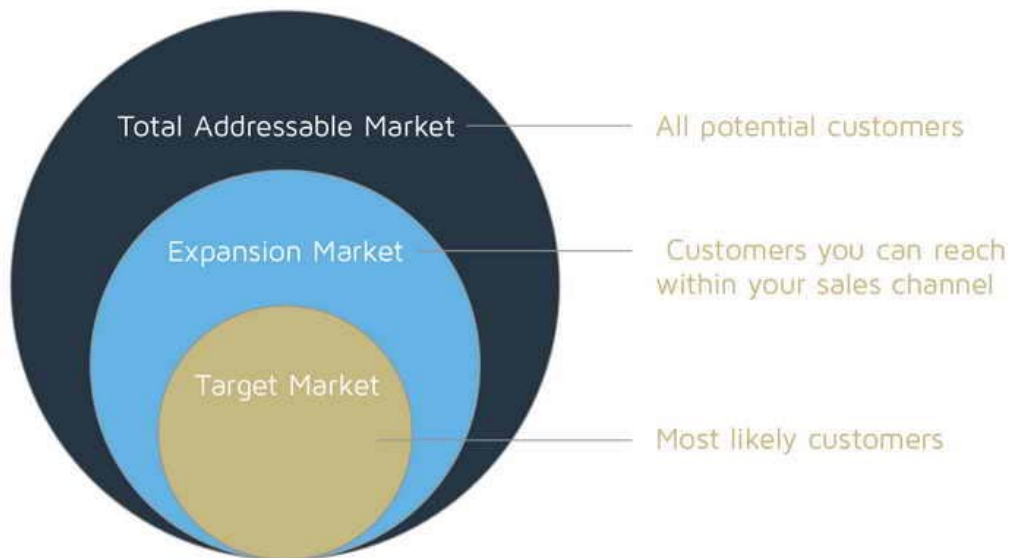 Total Addressable Market
All potential customers
Expansion Market
Customers you can reach
within your sales channel
Target Market
Most likely customers